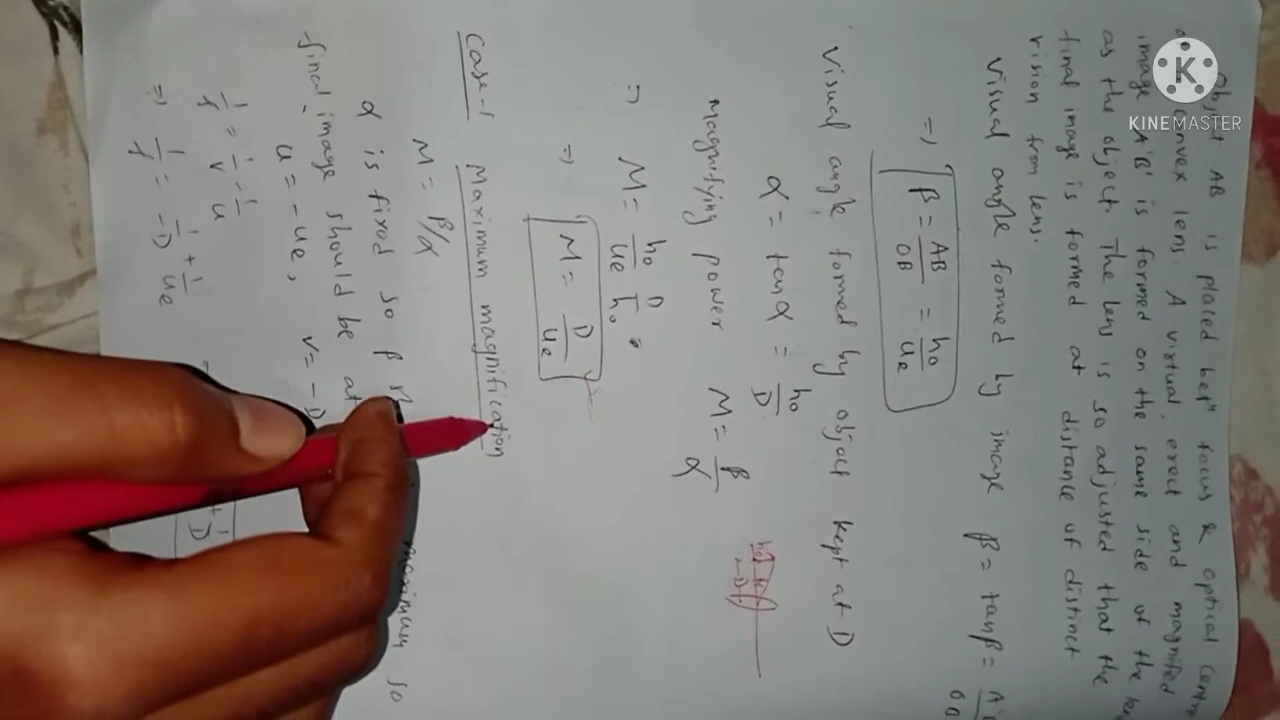 Object AB is placed betⁿ focus & optical
convex lens. A virtual, erect and magnified
image A'B' is formed on the same side of the
as the object. The lens is so adjusted that the
final image is formed at distance of distinct
vision from lens.
Visual angle formed by image β = tanβ =
=> β = AB/OB = ho/ue
Visual angle formed by object kept at D
α = tanα = ho/D
magnifying power M = β/α
=> M = ho/ue D/ho
=> M = D/ue
Case-1 Maximum magnification
M = β/α
α is fixed so β maximum so
final image should be at
u = -ue, v = -D
1/f = 1/v - 1/u
=> 1/f = 1/-D + 1/ue
K
KINEMASTER